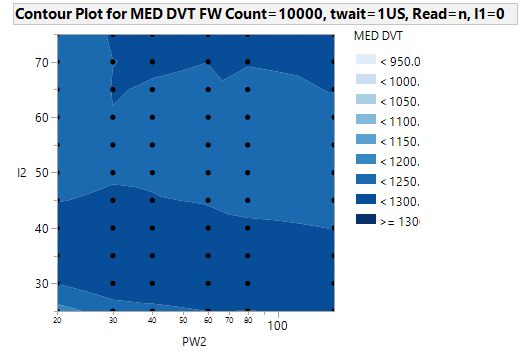 Contour Plot for MED DVT FW Count=10000, twait=1US, Read=n, I1=0
MED DVT
< 950.0
< 1000.
< 1050.
< 1100.
< 1150.
< 1200.
< 1250.
< 1300.
>= 130
70
60
I2 50
40
30
20 30 40 50 60 70 80 100
PW2